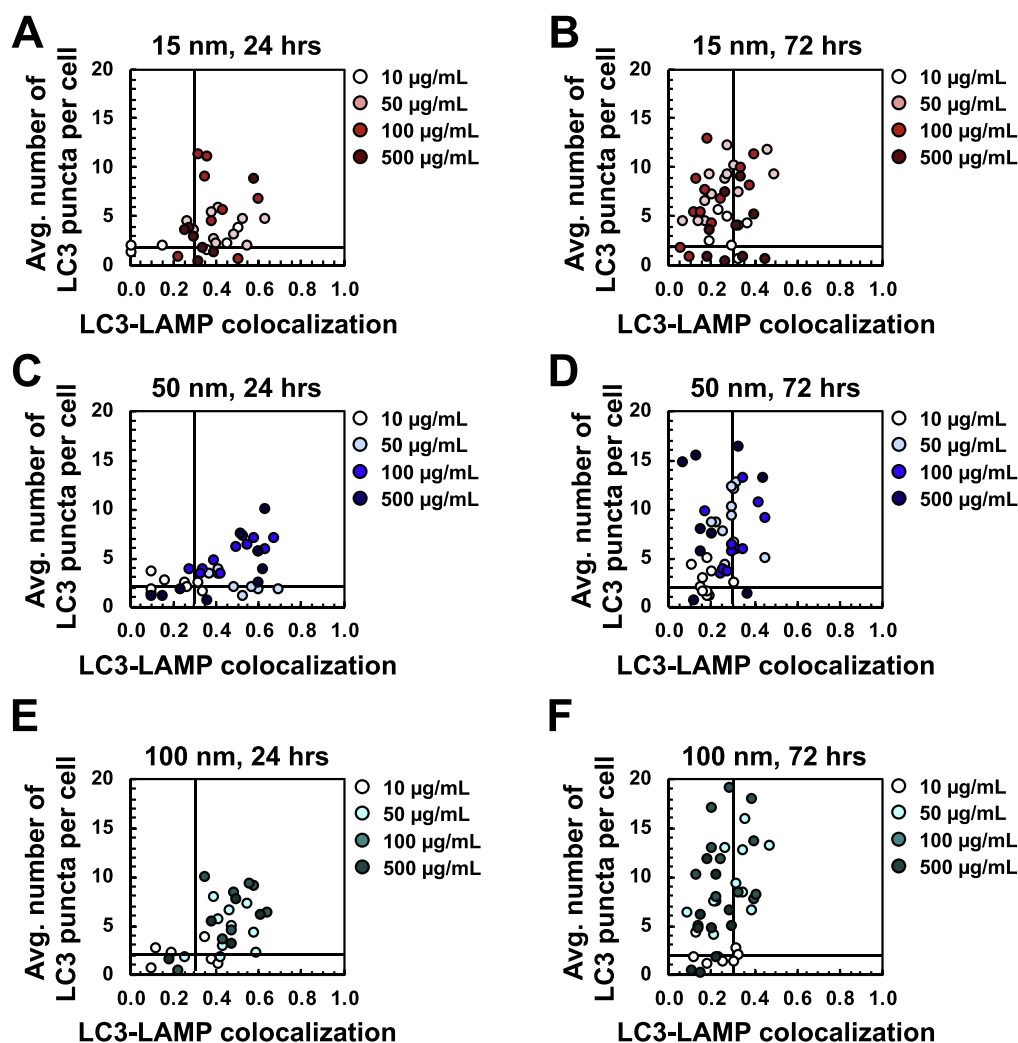 A
15 nm, 24 hrs
Avg. number of
LC3 puncta per cell
20
15
10
5
0
0.0 0.2 0.4 0.6 0.8 1.0
LC3-LAMP colocalization
10 µg/mL
50 µg/mL
100 µg/mL
500 µg/mL
B
15 nm, 72 hrs
Avg. number of
LC3 puncta per cell
20
15
10
5
0
0.0 0.2 0.4 0.6 0.8 1.0
LC3-LAMP colocalization
10 µg/mL
50 µg/mL
100 µg/mL
500 µg/mL
C
50 nm, 24 hrs
Avg. number of
LC3 puncta per cell
20
15
10
5
0
0.0 0.2 0.4 0.6 0.8 1.0
LC3-LAMP colocalization
10 µg/mL
50 µg/mL
100 µg/mL
500 µg/mL
D
50 nm, 72 hrs
Avg. number of
LC3 puncta per cell
20
15
10
5
0
0.0 0.2 0.4 0.6 0.8 1.0
LC3-LAMP colocalization
10 µg/mL
50 µg/mL
100 µg/mL
500 µg/mL
E
100 nm, 24 hrs
Avg. number of
LC3 puncta per cell
20
15
10
5
0
0.0 0.2 0.4 0.6 0.8 1.0
LC3-LAMP colocalization
10 µg/mL
50 µg/mL
100 µg/mL
500 µg/mL
F
100 nm, 72 hrs
Avg. number of
LC3 puncta per cell
20
15
10
5
0
0.0 0.2 0.4 0.6 0.8 1.0
LC3-LAMP colocalization
10 µg/mL
50 µg/mL
100 µg/mL
500 µg/mL